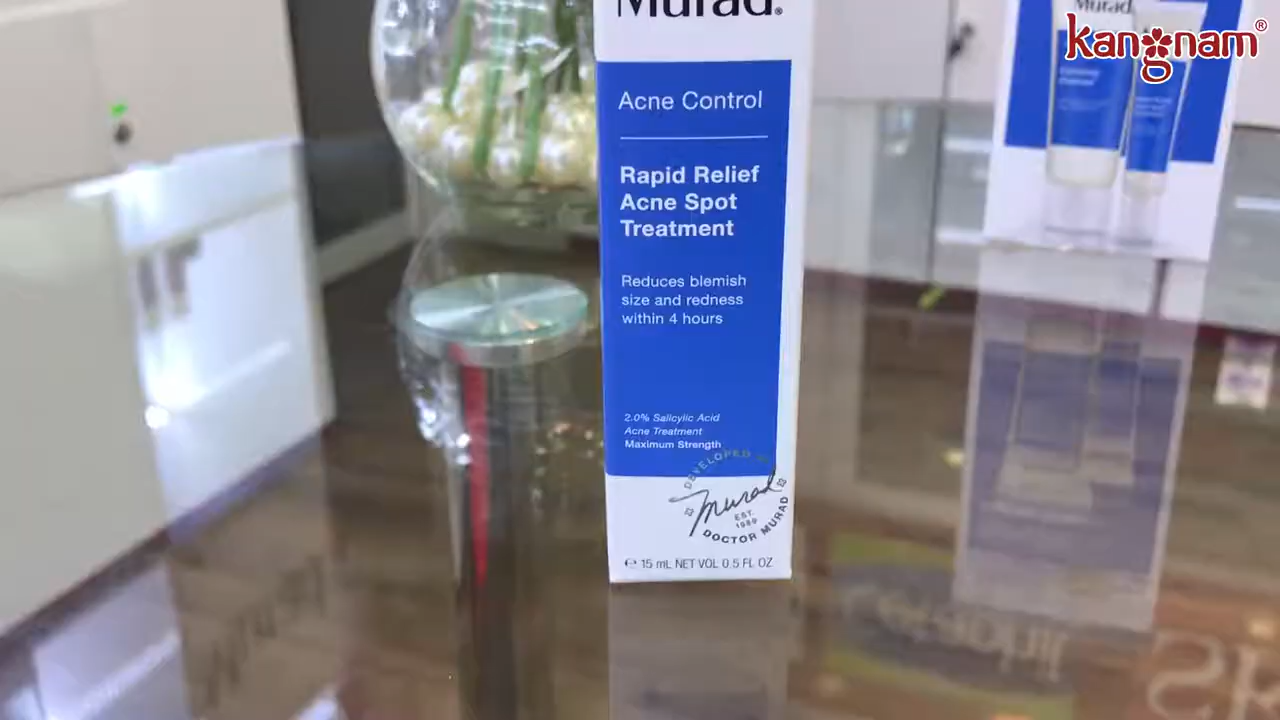 Murad.
Acne Control
Rapid Relief
Acne Spot
Treatment
Reduces blemish
size and redness
within 4 hours
2.0% Salicylic Acid
Acne Treatment
Maximum Strength
DEVELOPED BY
Murad
EST.
1989
DOCTOR MURAD
℮ 15 mL NET VOL 0.5 FL OZ
Murad
kangnam®